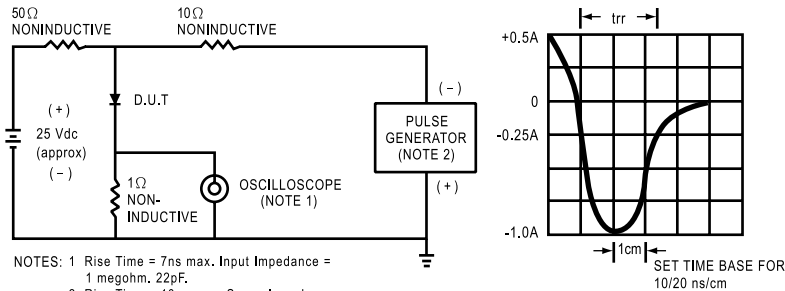 50Ω
NONINDUCTIVE
10Ω
NONINDUCTIVE
D.U.T
(+)
25 Vdc
(approx)
(-)
1Ω
NON-
INDUCTIVE
OSCILLOSCOPE
(NOTE 1)
(-)
PULSE
GENERATOR
(NOTE 2)
(+)
NOTES: 1 Rise Time = 7ns max. Input Impedance =
1 megohm. 22pF.
trr
+0.5A
0
-0.25A
-1.0A
1cm
SET TIME BASE FOR
10/20 ns/cm